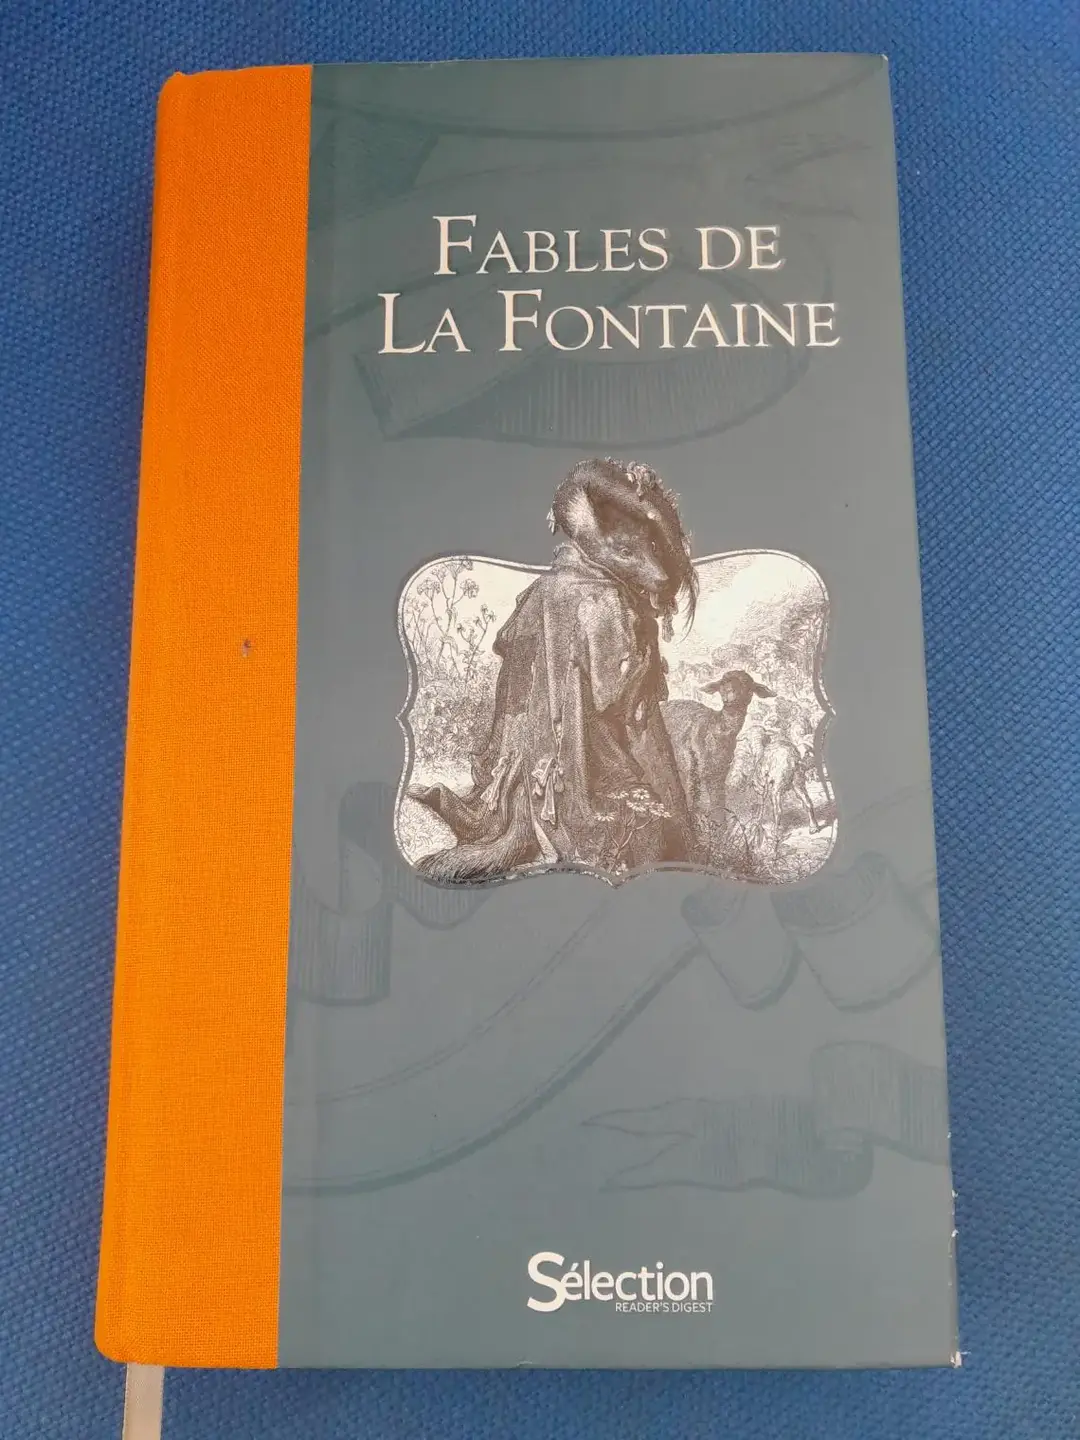 FABLES DE
LA FONTAINE
Sélection
READER'S DIGEST